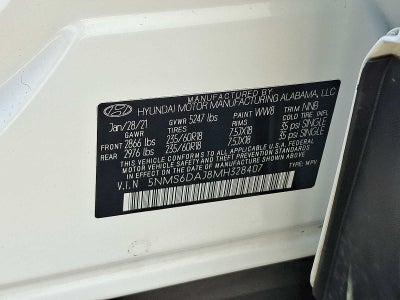 MANUFACTURED BY
HYUNDAI MOTOR MANUFACTURING ALABAMA, LLC
Jan/28/21 GVWR 5247 lbs PAINT WW8 TRIM NNB
GAWR TIRES RIMS COLD INF. PRES.
FRONT 2866 lbs 235/60R18 7.5JX18 35 psi SINGLE
REAR 2976 lbs 235/60R18 7.5JX18 35 psi SINGLE
THIS VEHICLE CONFORMS TO ALL APPLICABLE FEDERAL
MOTOR VEHICLE SAFETY, BUMPER, AND THEFT PREVENTION
STANDARDS IN EFFECT ON THE DATE OF MANUFACTURE SHOWN ABOVE.
V.I.N 5NMS6DAJ8MH328407 TYPE: MPV